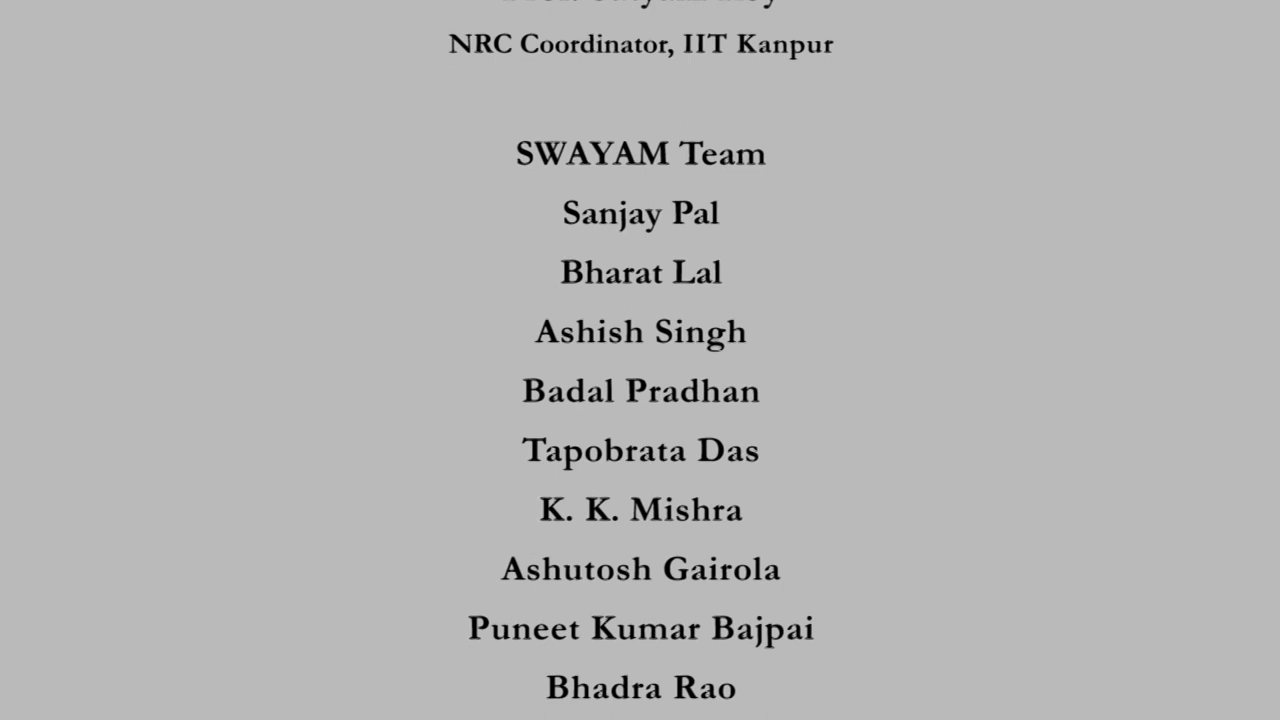 NRC Coordinator, IIT Kanpur
SWAYAM Team
Sanjay Pal
Bharat Lal
Ashish Singh
Badal Pradhan
Tapobrata Das
K. K. Mishra
Ashutosh Gairola
Puneet Kumar Bajpai
Bhadra Rao